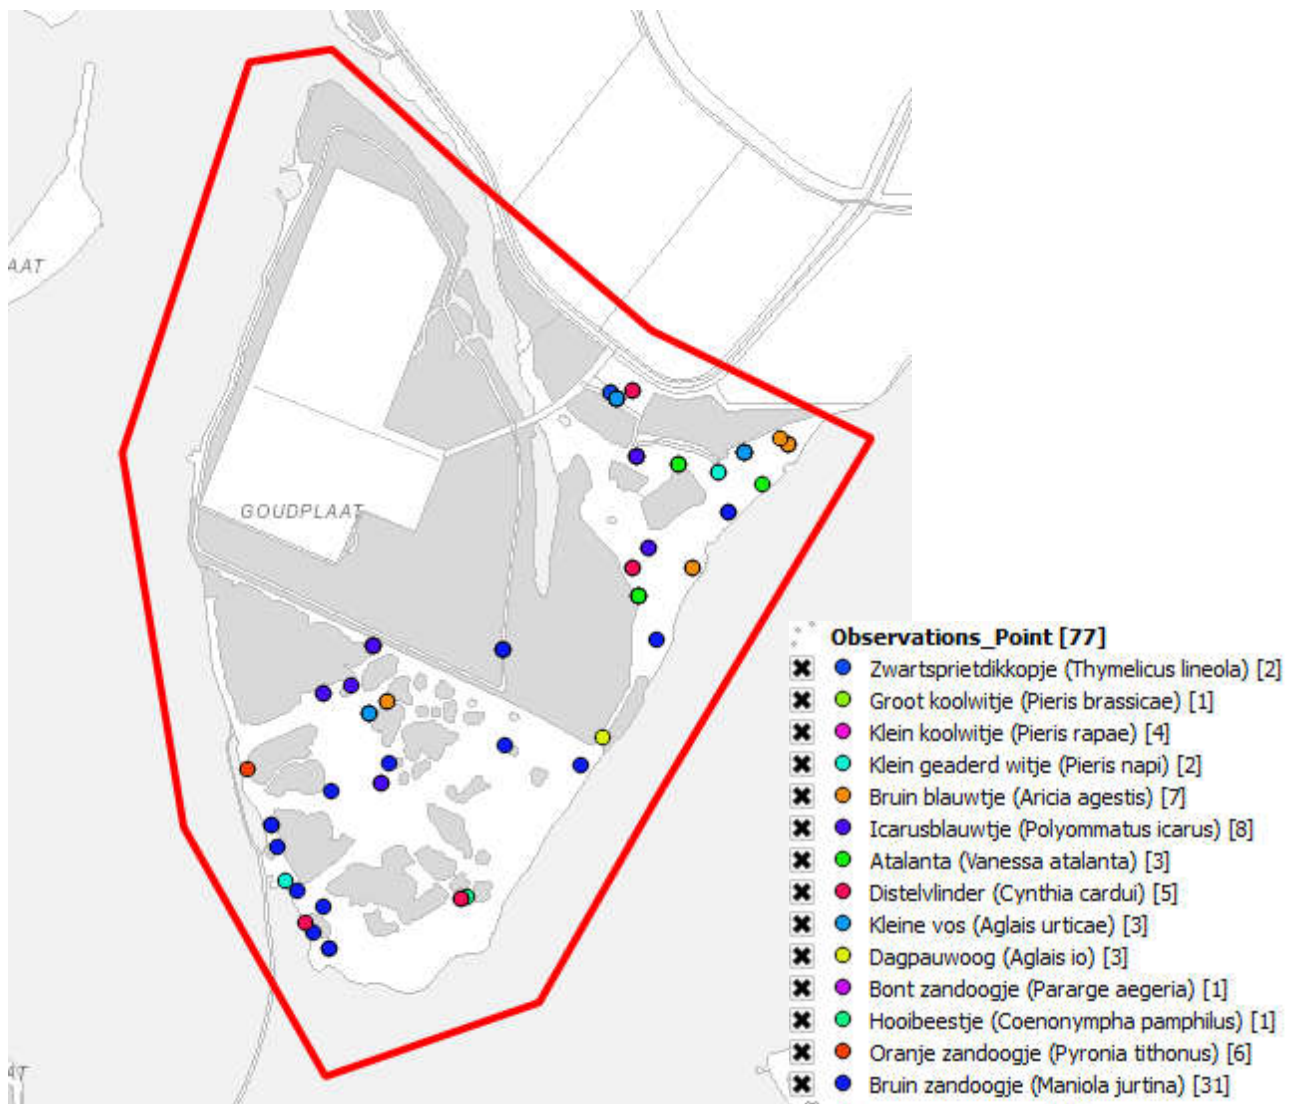 AAT
GOUDPLAAT
Observations_Point [77]
Zwartsprietdikkopje (Thymelicus lineola) [2]
Groot koolwitje (Pieris brassicae) [1]
Klein koolwitje (Pieris rapae) [4]
Klein geaderd witje (Pieris napi) [2]
Bruin blauwtje (Aricia agestis) [7]
Icarusblauwtje (Polyommatus icarus) [8]
Atalanta (Vanessa atalanta) [3]
Distelvlinder (Cynthia cardui) [5]
Kleine vos (Aglais urticae) [3]
Dagpauwoog (Aglais io) [3]
Bont zandoogje (Pararge aegeria) [1]
Hooibeestje (Coenonympha pamphilus) [1]
Oranje zandoogje (Pyronia tithonus) [6]
Bruin zandoogje (Maniola jurtina) [31]